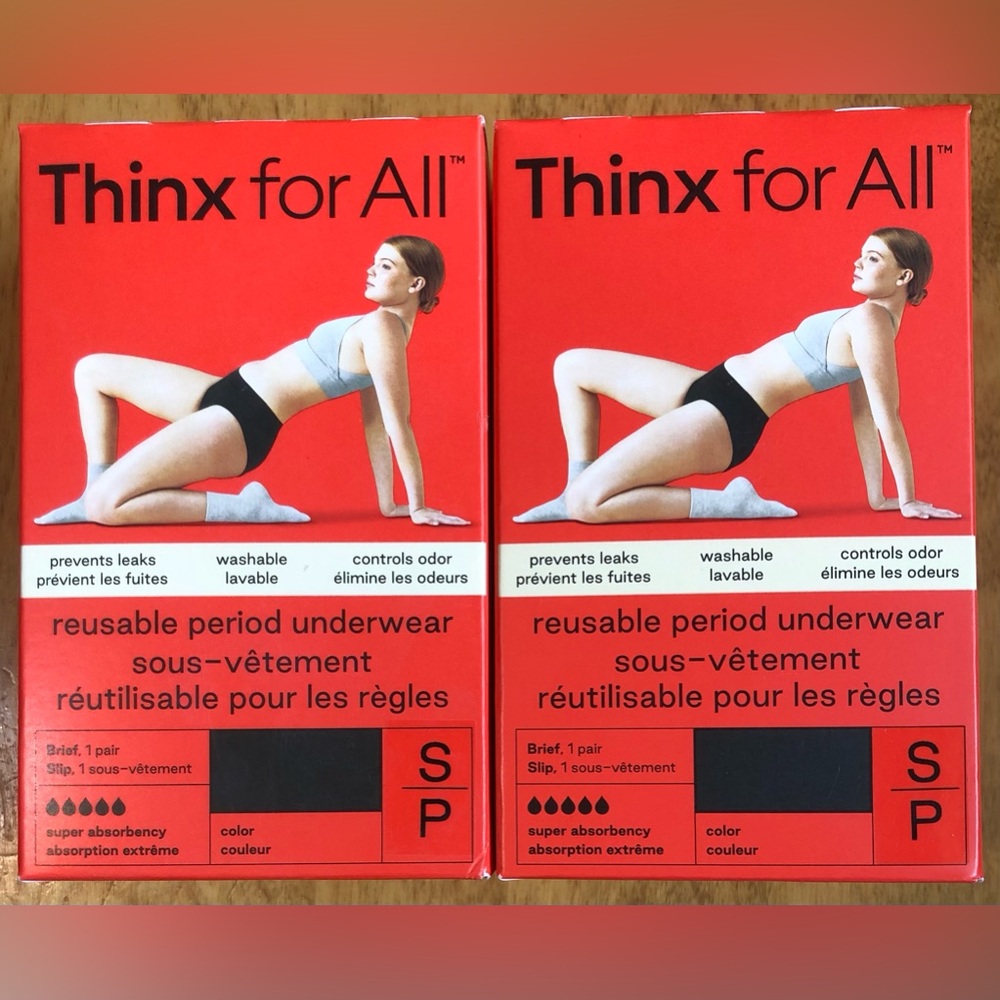 Thinx for All™
prevents leaks
prévient les fuites
washable
lavable
controls odor
élimine les odeurs
reusable period underwear
sous-vêtement
réutilisable pour les règles
Brief, 1 pair
Slip, 1 sous-vêtement
super absorbency
absorption extrême
color
couleur
S
P
Thinx for All™
prevents leaks
prévient les fuites
washable
lavable
controls odor
élimine les odeurs
reusable period underwear
sous-vêtement
réutilisable pour les règles
Brief, 1 pair
Slip, 1 sous-vêtement
super absorbency
absorption extrême
color
couleur
S
P